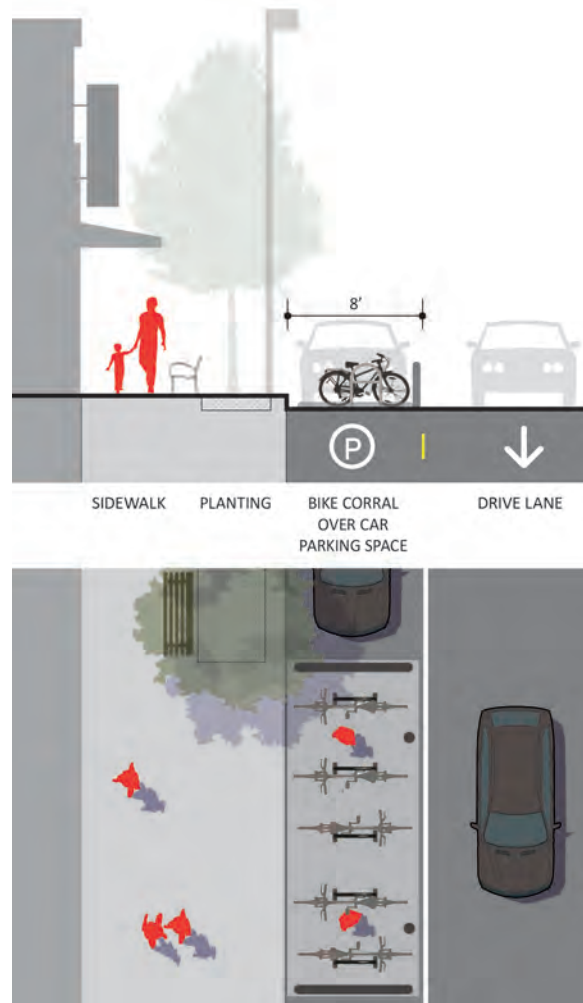 8'
P
SIDEWALK
PLANTING
BIKE CORRAL
OVER CAR
PARKING SPACE
DRIVE LANE